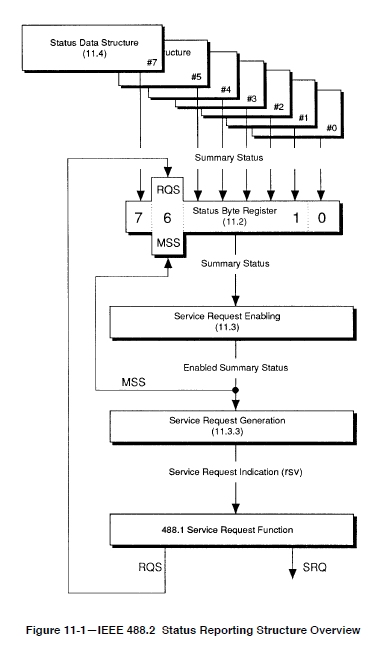 Status Data Structure
(11.4)
#7
ucture
#5
#4
#3
#2
#1
#0
Summary Status
RQS
7 6 Status Byte Register 1 0
(11.2)
MSS
Summary Status
Service Request Enabling
(11.3)
Enabled Summary Status
MSS
Service Request Generation
(11.3.3)
Service Request Indication (rsv)
488.1 Service Request Function
RQS SRQ
Figure 11-1—IEEE 488.2 Status Reporting Structure Overview